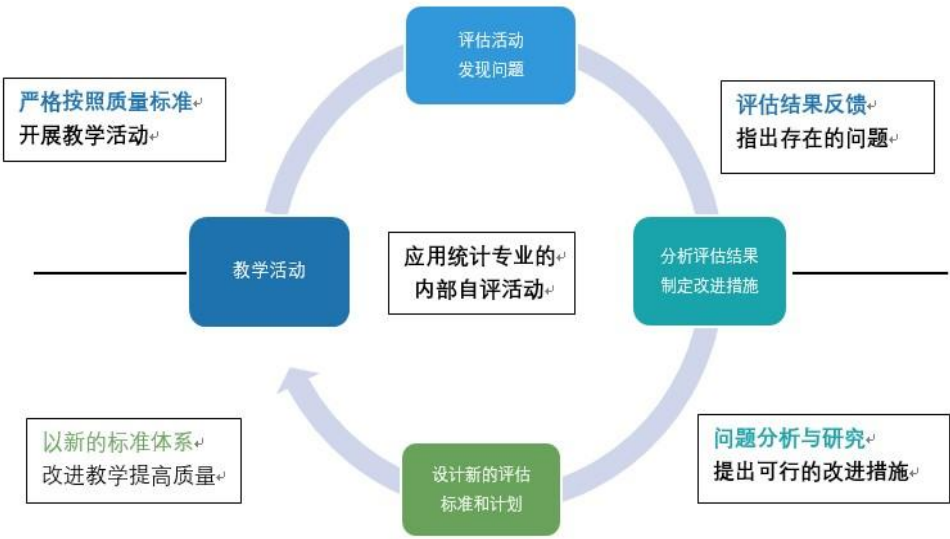 评估活动
发现问题
严格按照质量标准
开展教学活动
评估结果反馈
指出存在的问题
教学活动
应用统计专业的
内部自评活动
分析评估结果
制定改进措施
以新的标准体系
改进教学提高质量
设计新的评估
标准和计划
问题分析与研究
提出可行的改进措施